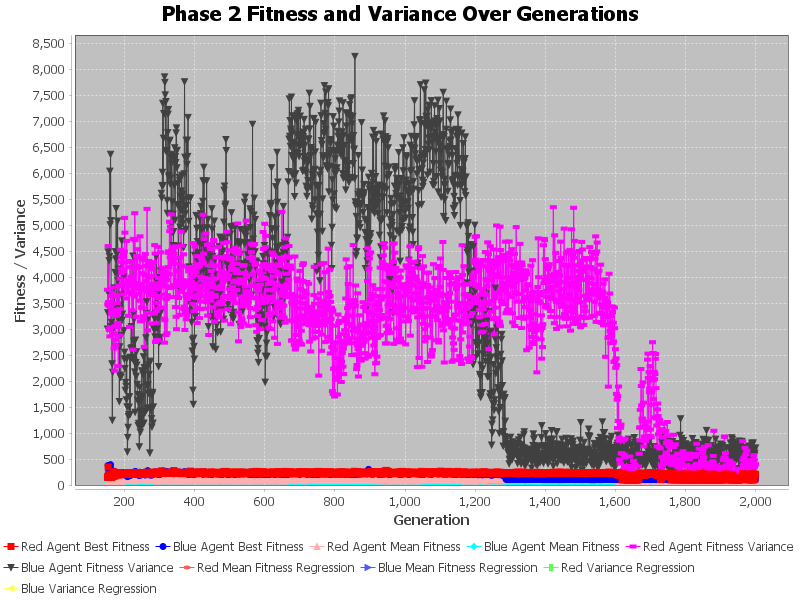 Phase 2 Fitness and Variance Over Generations
8,500
8,000
7,500
7,000
6,500
6,000
5,500
5,000
4,500
4,000
3,500
3,000
2,500
2,000
1,500
1,000
500
0
Fitness / Variance
200 400 600 800 1,000 1,200 1,400 1,600 1,800 2,000
Generation
Red Agent Best Fitness Blue Agent Best Fitness Red Agent Mean Fitness Blue Agent Mean Fitness Red Agent Fitness Variance
Blue Agent Fitness Variance Red Mean Fitness Regression Blue Mean Fitness Regression Red Variance Regression
Blue Variance Regression